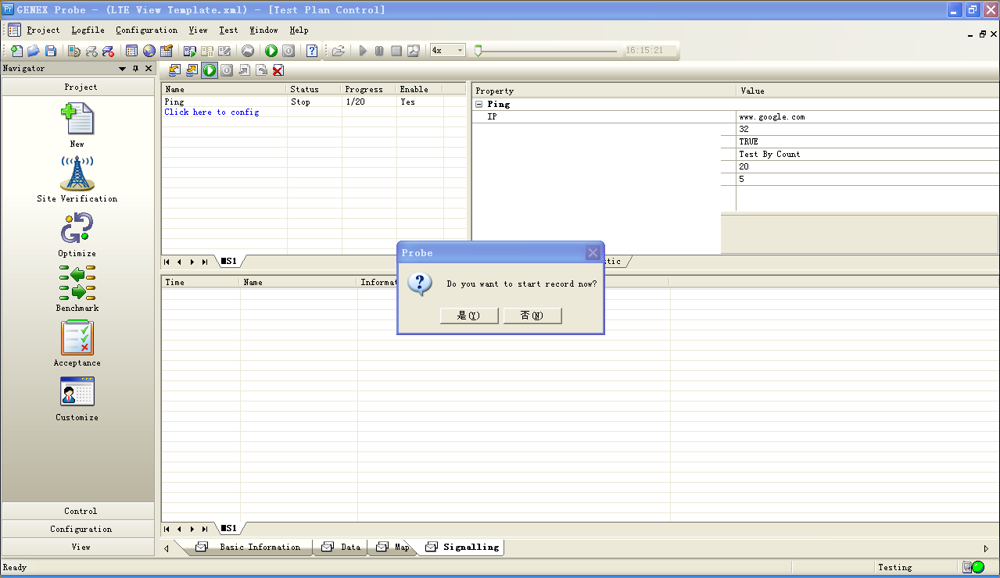 GENEX Probe - (LTE View Template.xml) - [Test Plan Control]
Project Logfile Configuration View Test Window Help
4x 16:15:21
Navigator
Project
New
Site Verification
Optimize
Benchmark
Acceptance
Customize
Control
Configuration
View
Name Status Progress Enable
Ping Stop 1/20 Yes
Click here to config
MS1
Property Value
Ping
IP www.google.com
32
TRUE
Test By Count
20
5
tic
Probe
Do you want to start record now?
是(Y) 否(N)
Time Name Informat
MS1
Basic Information Data Map Signalling
Ready Testing